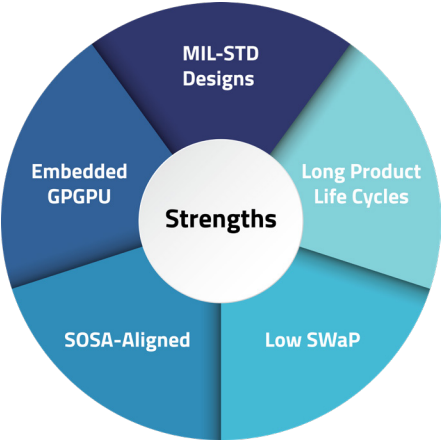 MIL-STD
Designs
Embedded
GPGPU
Long Product
Life Cycles
Strengths
SOSA-Aligned
Low SWaP